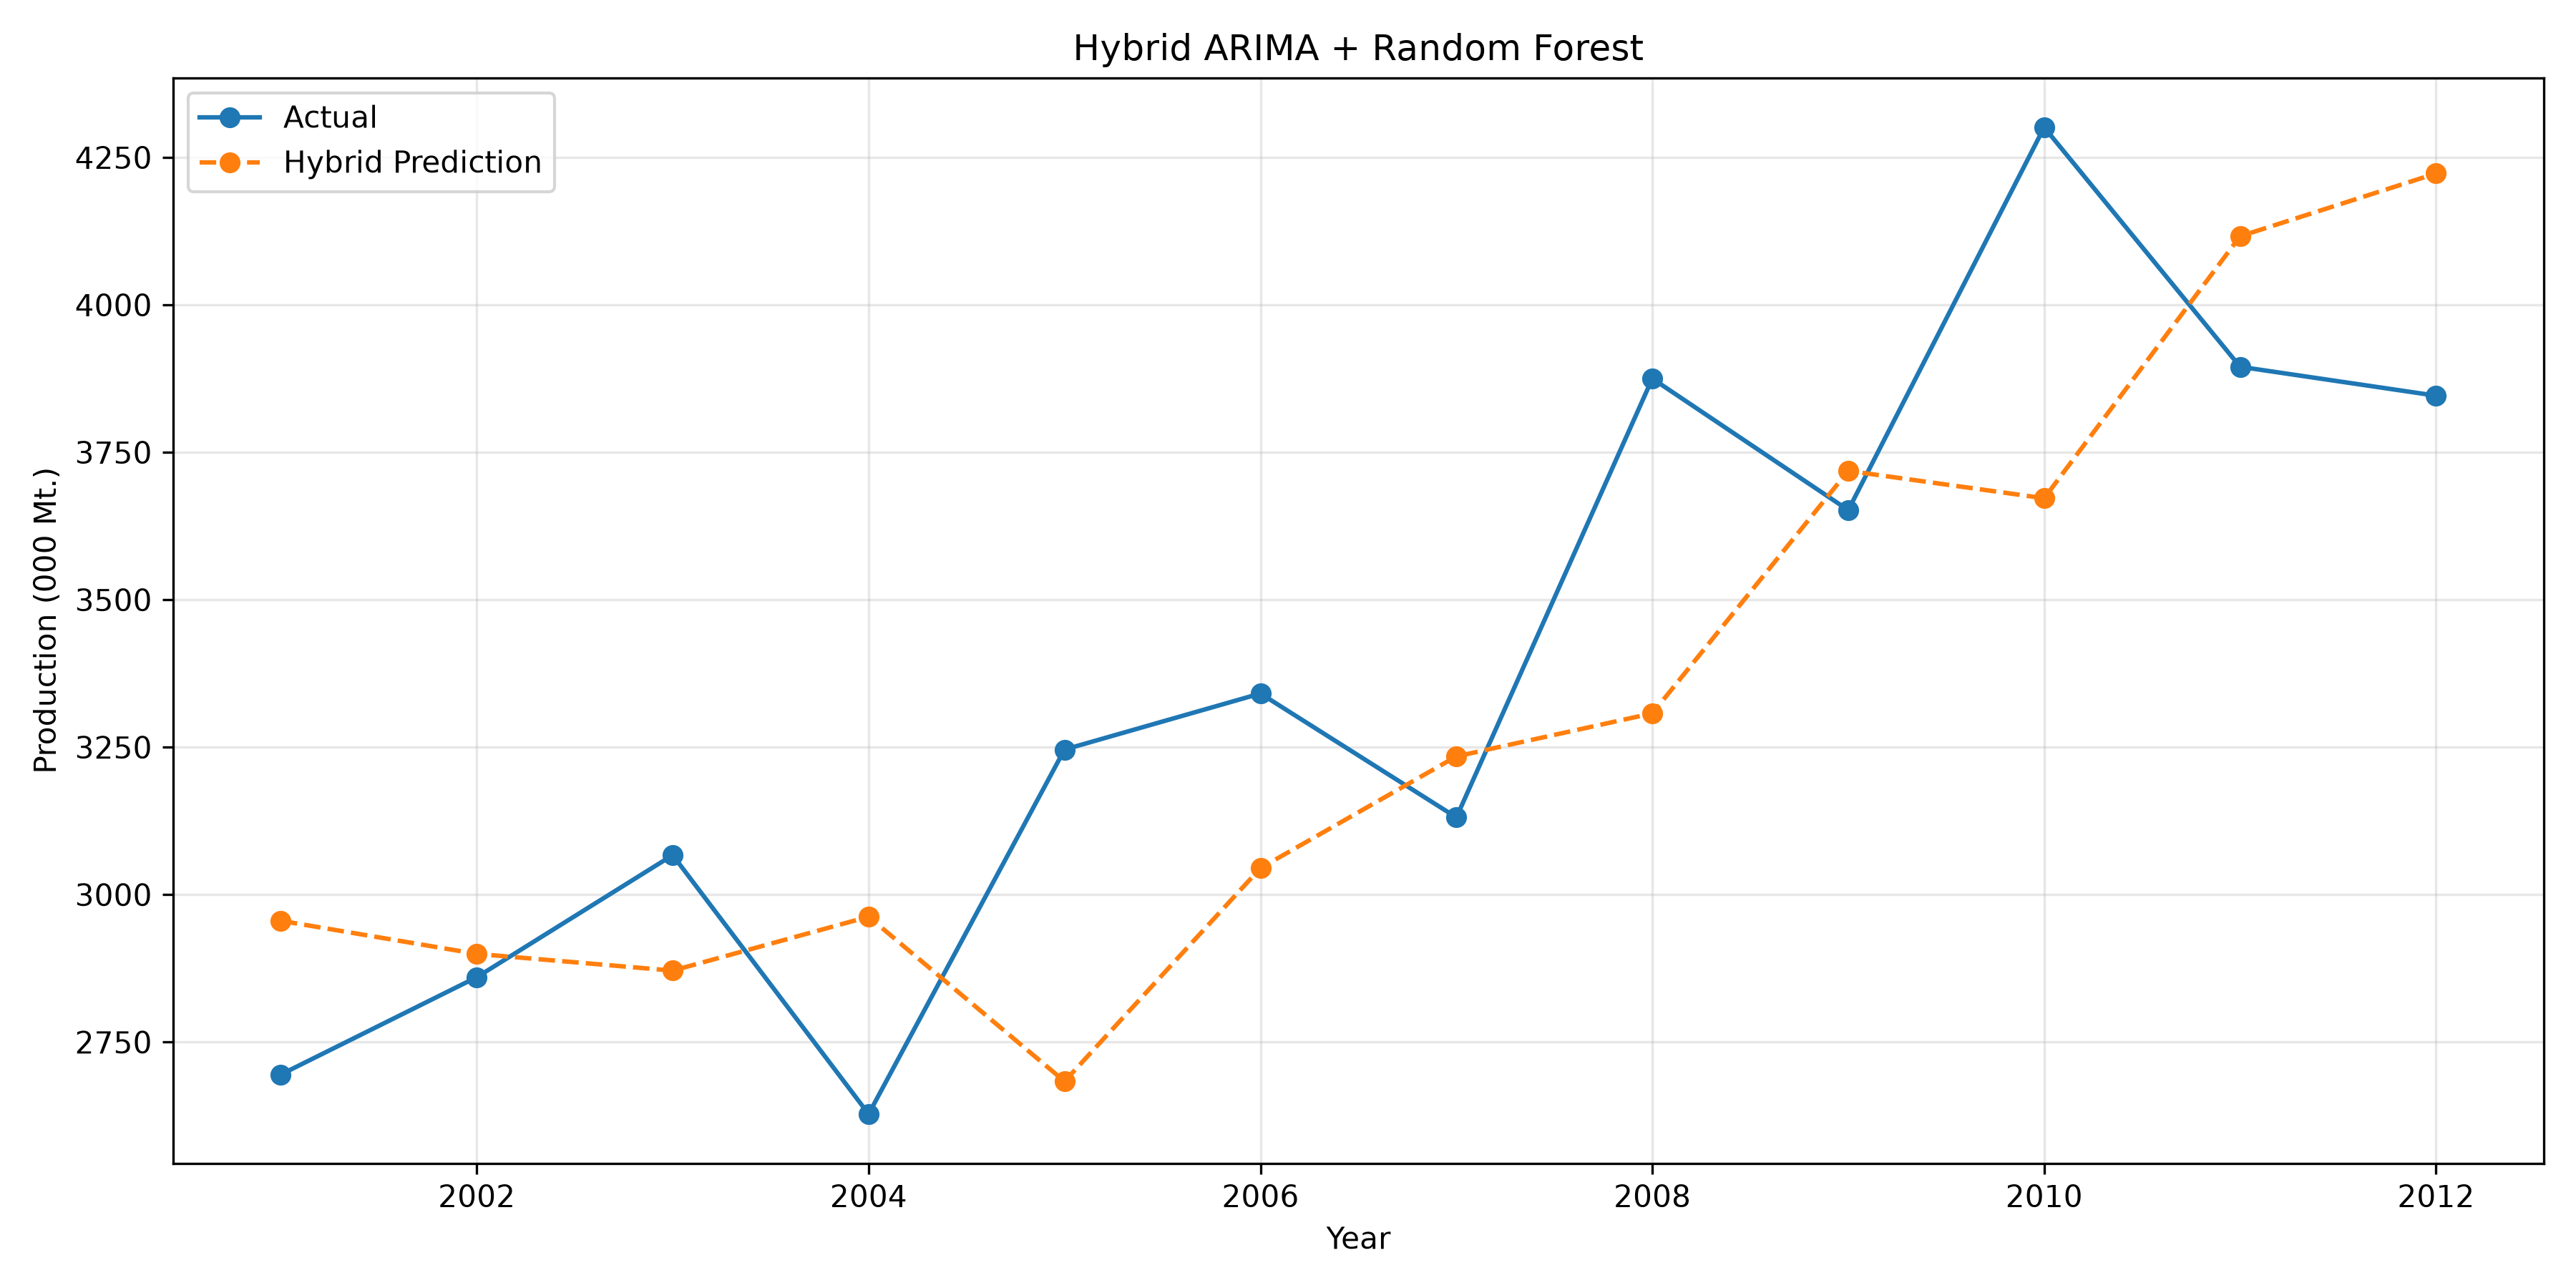 Hybrid ARIMA + Random Forest
Actual
Hybrid Prediction
4250
4000
3750
3500
3250
3000
2750
Production (000 Mt.)
2002 2004 2006 2008 2010 2012
Year